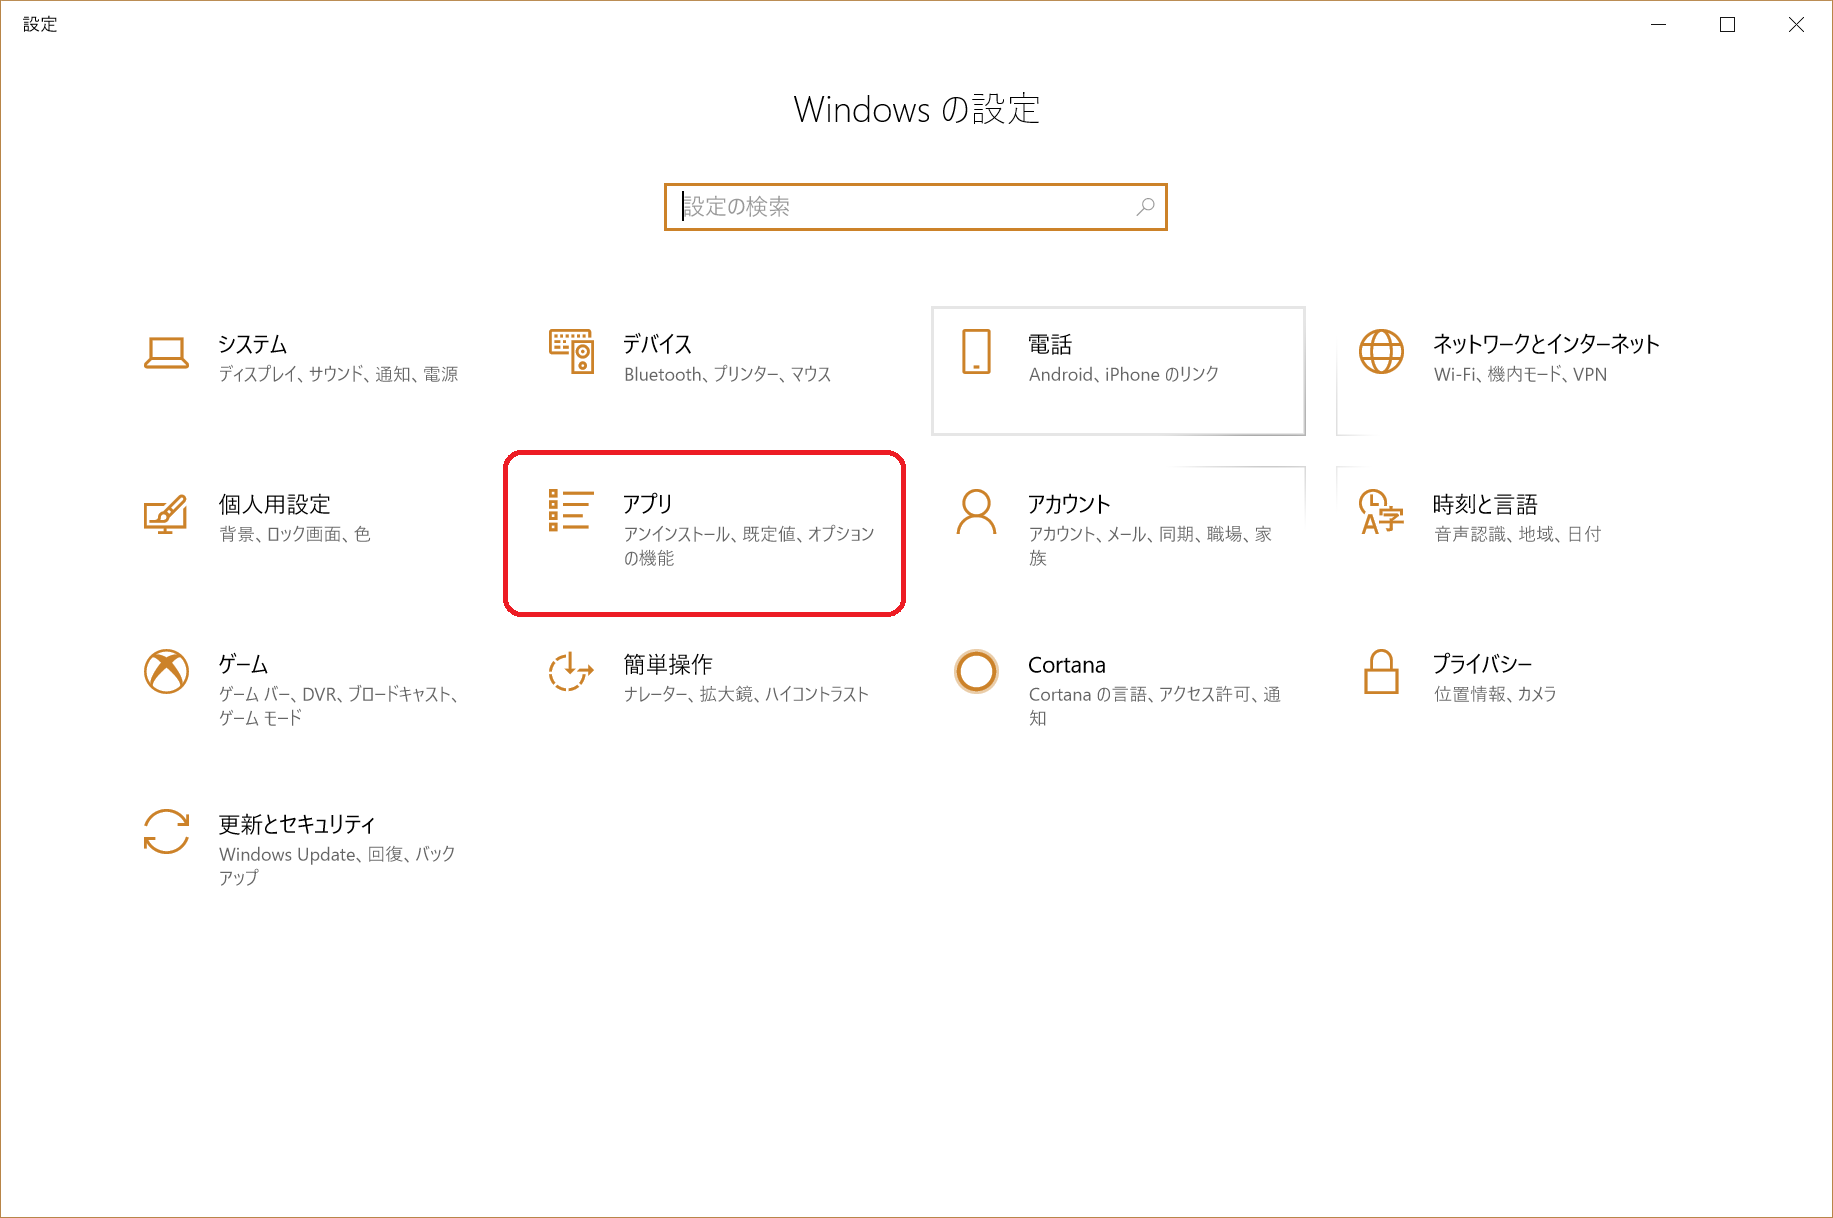 設定
Windows の設定
設定の検索
システム
ディスプレイ、サウンド、通知、電源
デバイス
Bluetooth、プリンター、マウス
電話
Android、iPhone のリンク
ネットワークとインターネット
Wi-Fi、機内モード、VPN
個人用設定
背景、ロック画面、色
アプリ
アンインストール、既定値、オプション
の機能
アカウント
アカウント、メール、同期、職場、家
族
時刻と言語
音声認識、地域、日付
ゲーム
ゲーム バー、DVR、ブロードキャスト、
ゲーム モード
簡単操作
ナレーター、拡大鏡、ハイコントラスト
Cortana
Cortana の言語、アクセス許可、通
知
プライバシー
位置情報、カメラ
更新とセキュリティ
Windows Update、回復、バック
アップ